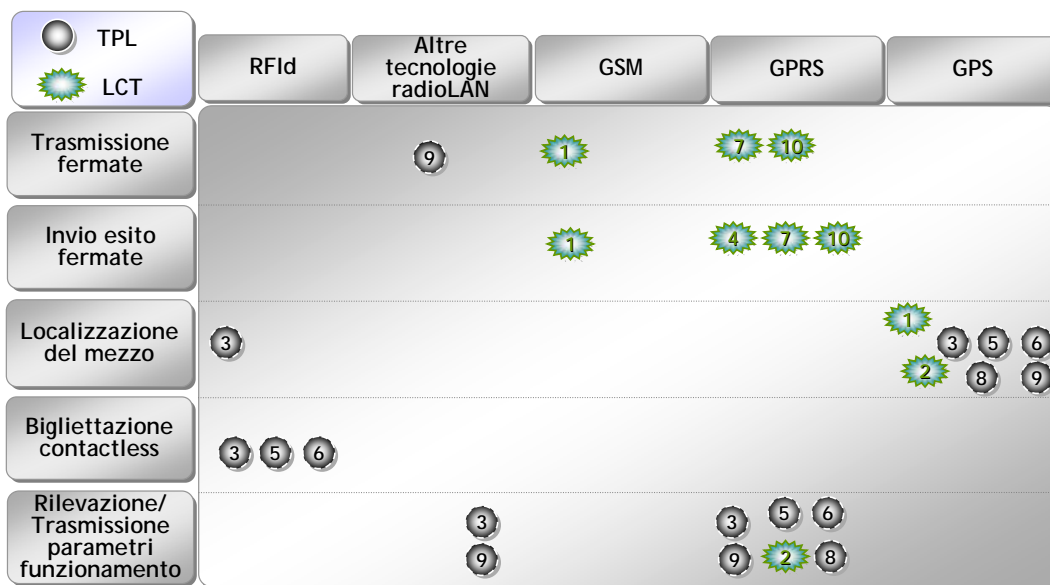 TPL
LCT
RFId
Altre
tecnologie
radioLAN
GSM
GPRS
GPS
Trasmissione
fermate
9
1
7 10
Invio esito
fermate
1
4 7 10
Localizzazione
del mezzo
3
1
3 5 6
2 8 9
Bigliettazione
contactless
3 5 6
Rilevazione/
Trasmissione
parametri
funzionamento
3
9
3 5 6
9 2 8